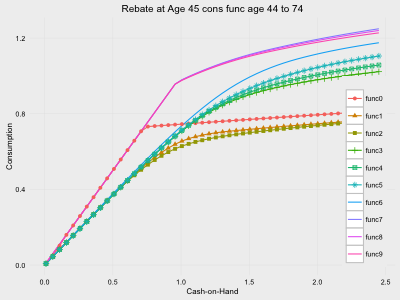 Rebate at Age 45 cons func age 44 to 74
Consumption
1.2
0.8
0.4
0.0
0.0 0.5 1.0 1.5 2.0 2.5
Cash-on-Hand
func0
func1
func2
func3
func4
func5
func6
func7
func8
func9